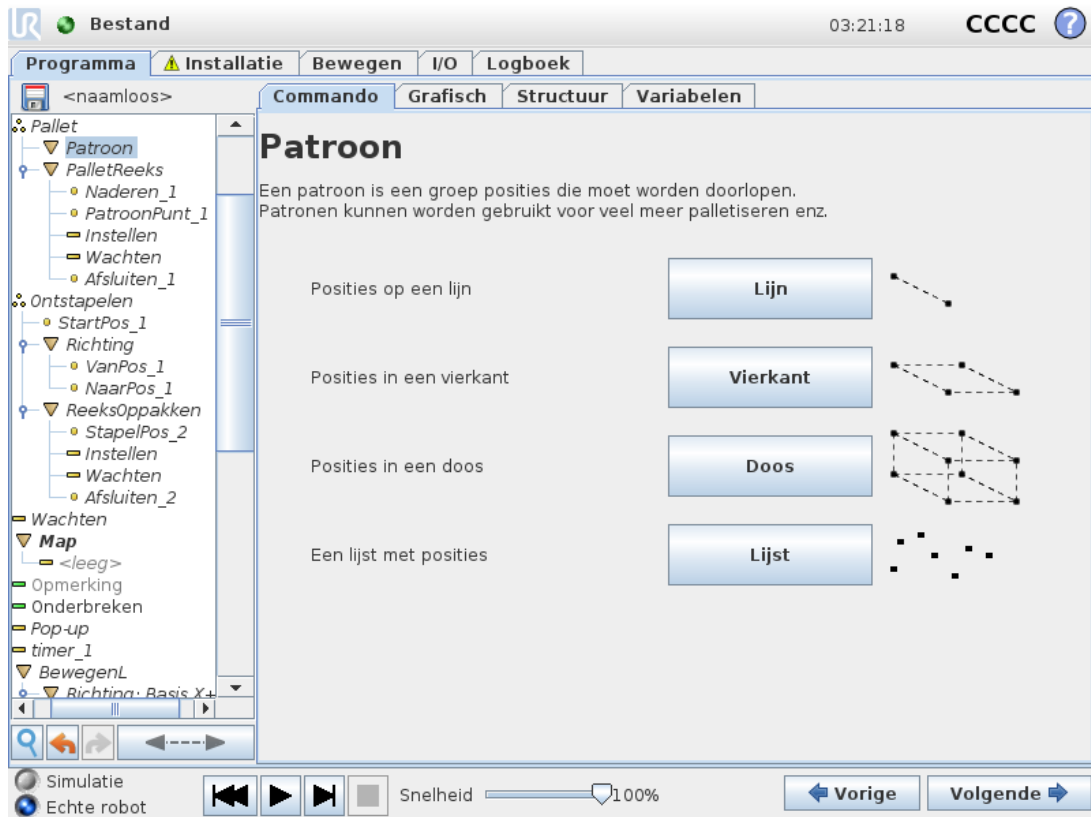 UR Bestand 03:21:18 CCCC ?
Programma Installatie Bewegen I/O Logboek
<naamloos>
Commando Grafisch Structuur Variabelen
Pallet
Patroon
PalletReeks
Naderen_1
PatroonPunt_1
Instellen
Wachten
Afsluiten_1
Ontstapelen
StartPos_1
Richting
VanPos_1
NaarPos_1
ReeksOppakken
StapelPos_2
Instellen
Wachten
Afsluiten_2
Wachten
Map
<leeg>
Opmerking
Onderbreken
Pop-up
timer_1
BewegenL
Richting: Basis X+
Patroon
Een patroon is een groep posities die moet worden doorlopen.
Patronen kunnen worden gebruikt voor veel meer palletiseren enz.
Posities op een lijn Lijn
Posities in een vierkant Vierkant
Posities in een doos Doos
Een lijst met posities Lijst
Simulatie
Echte robot
Snelheid 100%
Vorige Volgende